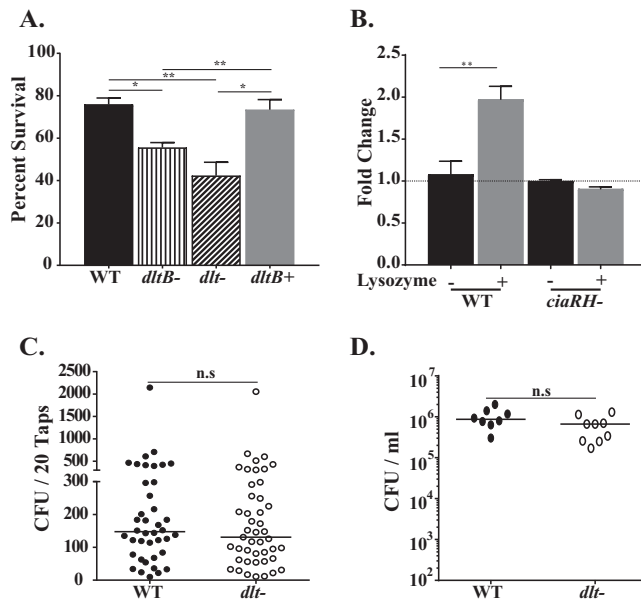 A.
100
80
60
40
20
0
Percent Survival
*
**
**
*
WT dltB- dlt- dltB+
B.
2.5
2.0
1.5
1.0
0.5
0.0
Fold Change
**
Lysozyme - + - +
WT ciaRH-
C.
n.s
2500
2000
1500
1000
500
300
200
100
0
CFU / 20 Taps
WT dlt-
D.
n.s
10⁷
10⁶
10⁵
10⁴
10³
10²
CFU / ml
WT dlt-